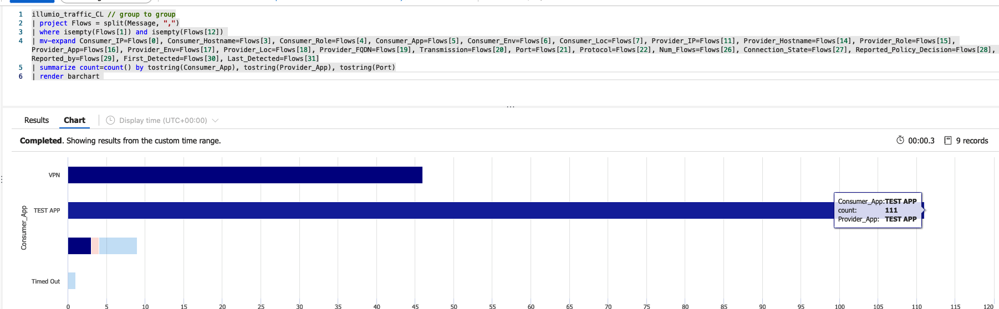 1 illumio_traffic_CL // group to group
2 | project Flows = split(Message, ",")
3 | where isempty(Flows[1]) and isempty(Flows[12])
4 | mv-expand Consumer_IP=Flows[0], Consumer_Hostname=Flows[3], Consumer_Role=Flows[4], Consumer_App=Flows[5], Consumer_Env=Flows[6], Consumer_Loc=Flows[7], Provider_IP=Flows[11], Provider_Hostname=Flows[14], Provider_Role=Flows[15],
Provider_App=Flows[16], Provider_Env=Flows[17], Provider_Loc=Flows[18], Provider_FQDN=Flows[19], Transmission=Flows[20], Port=Flows[21], Protocol=Flows[22], Num_Flows=Flows[26], Connection_State=Flows[27], Reported_Policy_Decision=Flows[28],
Reported_by=Flows[29], First_Detected=Flows[30], Last_Detected=Flows[31]
5 | summarize count=count() by tostring(Consumer_App), tostring(Provider_App), tostring(Port)
6 | render barchart
Results Chart Display time (UTC+00:00)
Completed. Showing results from the custom time range. 00:00.3 9 records
Consumer_App
VPN
TEST APP
Timed Out
Consumer_App: TEST APP
count: 111
Provider_App: TEST APP
0 5 10 15 20 25 30 35 40 45 50 55 60 65 70 75 80 85 90 95 100 105 110 115 120